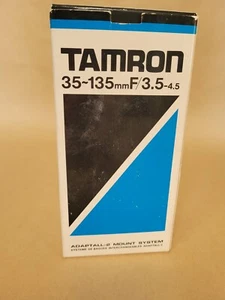 TAMRON
35~135mmF/3.5-4.5
ADAPTALL-2 MOUNT SYSTEM